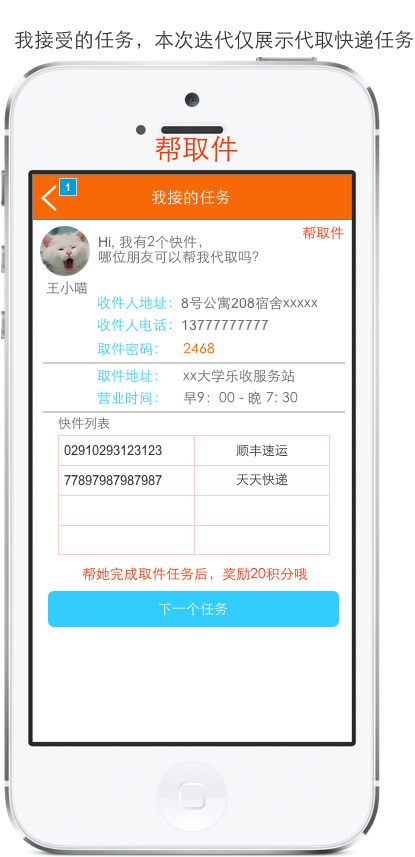 我接受的任务，本次迭代仅展示代取快递任务
帮取件
1
我接的任务
帮取件
Hi, 我有2个快件，
哪位朋友可以帮我代取吗?
王小喵
收件人地址： 8号公寓208宿舍xxxxx
收件人电话： 13777777777
取件密码： 2468
取件地址： xx大学乐收服务站
营业时间： 早9：00 - 晚 7: 30
快件列表
02910293123123 顺丰速运
77897987987987 天天快递
帮她完成取件任务后，奖励20积分哦
下一个任务